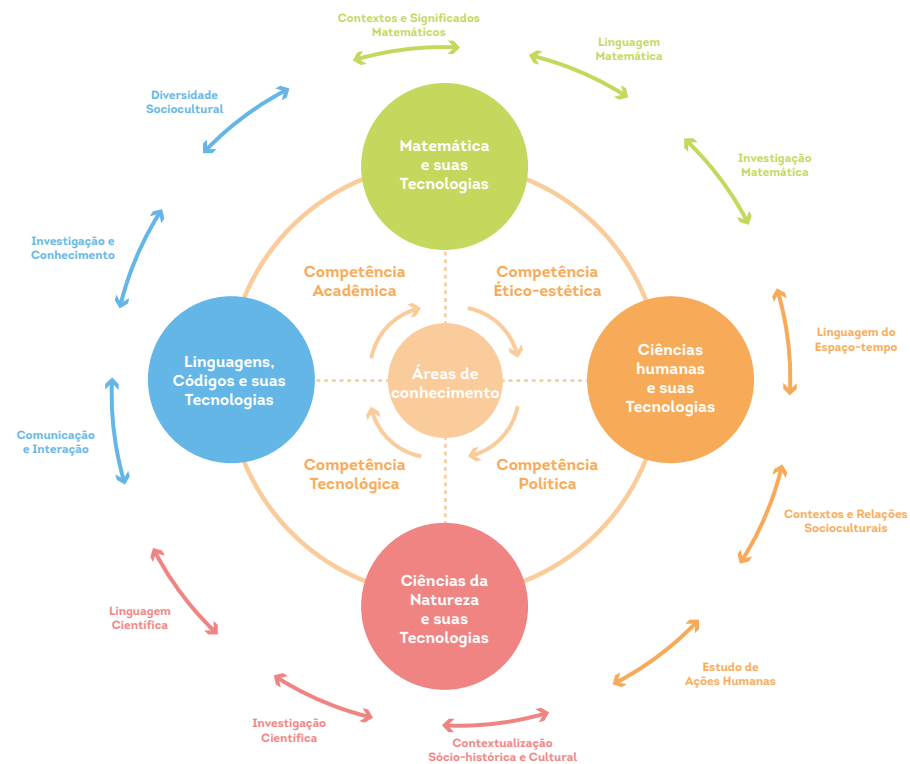 Contextos e Significados
Matemáticos
Linguagem
Matemática
Diversidade
Sociocultural
Matemática
e suas
Tecnologias
Investigação
Matemática
Investigação e
Conhecimento
Competência
Acadêmica
Competência
Ético-estética
Linguagem do
Espaço-tempo
Linguagens,
Códigos e suas
Tecnologias
Áreas de
conhecimento
Ciências
humanas
e suas
Tecnologias
Comunicação
e Interação
Competência
Tecnológica
Competência
Política
Contextos e Relações
Socioculturais
Ciências da
Natureza
e suas
Tecnologias
Linguagem
Científica
Estudo de
Ações Humanas
Investigação
Científica
Contextualização
Sócio-histórica e Cultural